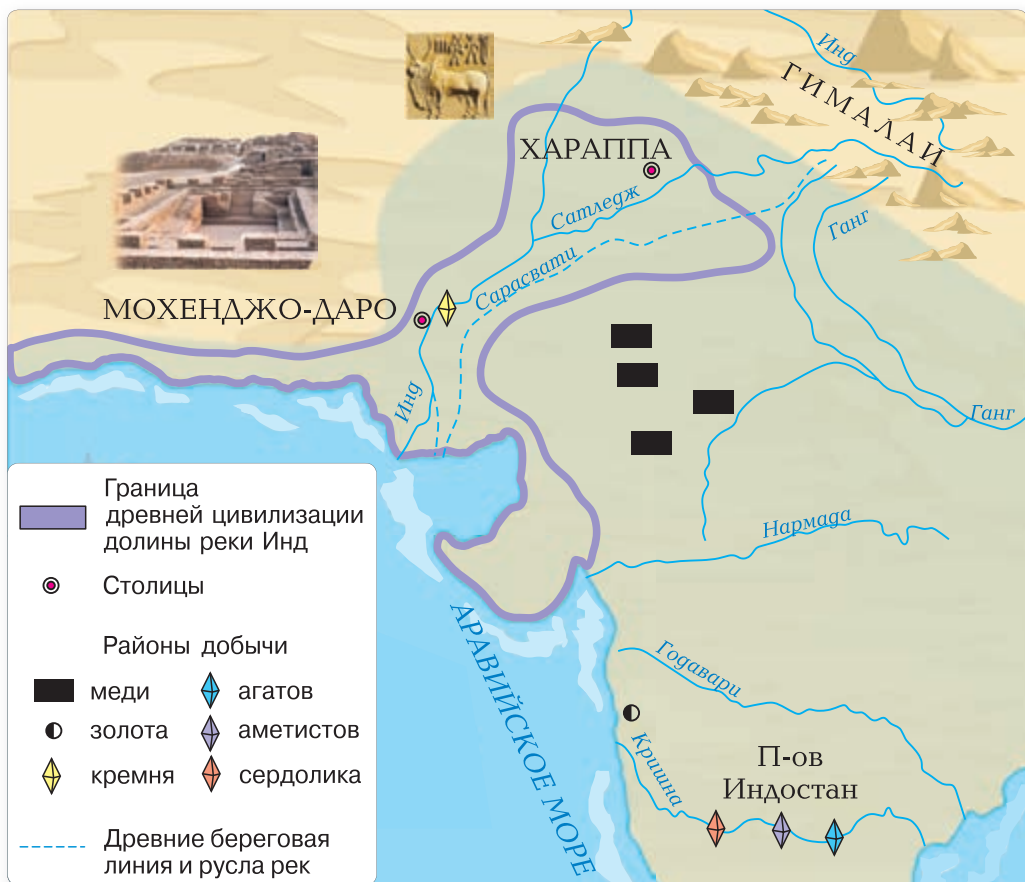 Инд
ГИМАЛАИ
ХАРАППА
Сатледж
Ганг
Сарасвати
МОХЕНДЖО-ДАРО
Инд
Ганг
Граница
древней цивилизации
долины реки Инд
Столицы
Районы добычи
меди
агатов
золота
аметистов
кремня
сердолика
Древние береговая
линия и русла рек
Нармада
АРАВИЙСКОЕ МОРЕ
Годавари
Кришна
П-ов
Индостан